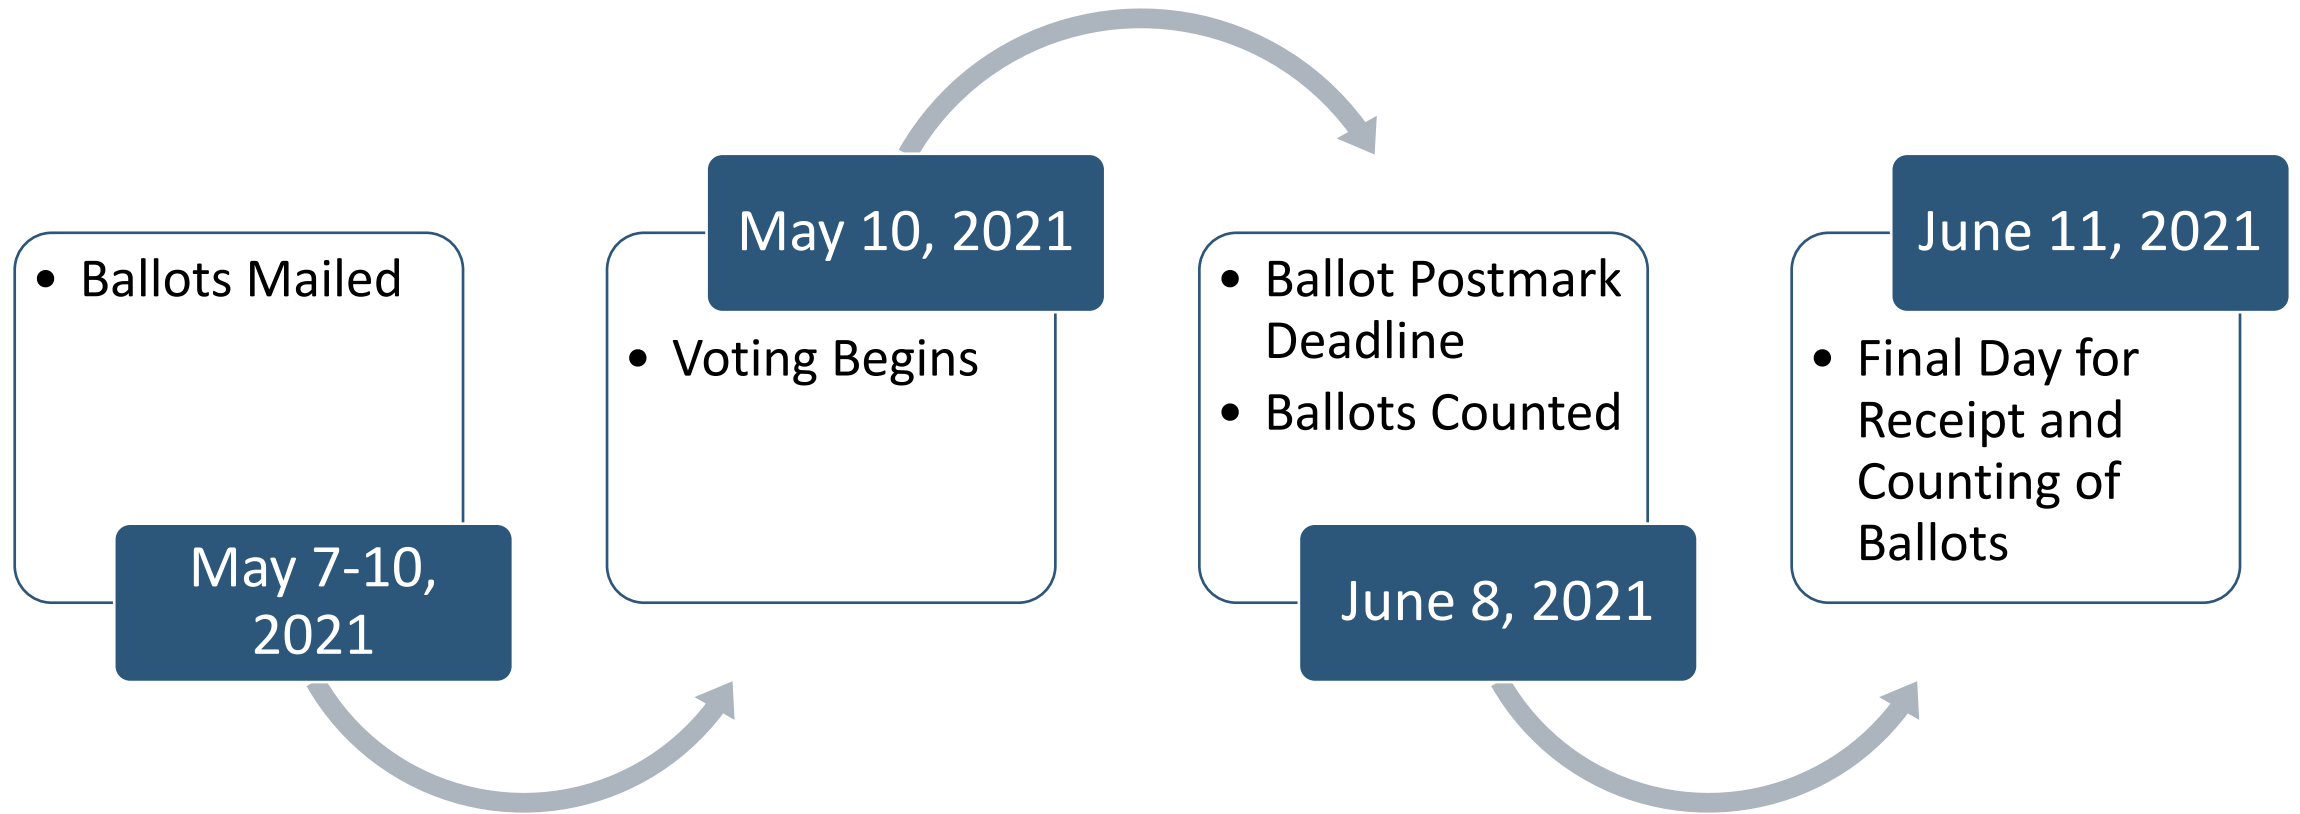 • Ballots Mailed
May 7-10,
2021
May 10, 2021
• Voting Begins
• Ballot Postmark
Deadline
• Ballots Counted
June 8, 2021
June 11, 2021
• Final Day for
Receipt and
Counting of
Ballots